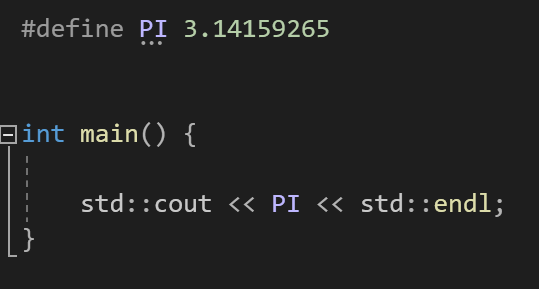 #define PI 3.14159265
int main() {
std::cout << PI << std::endl;
}